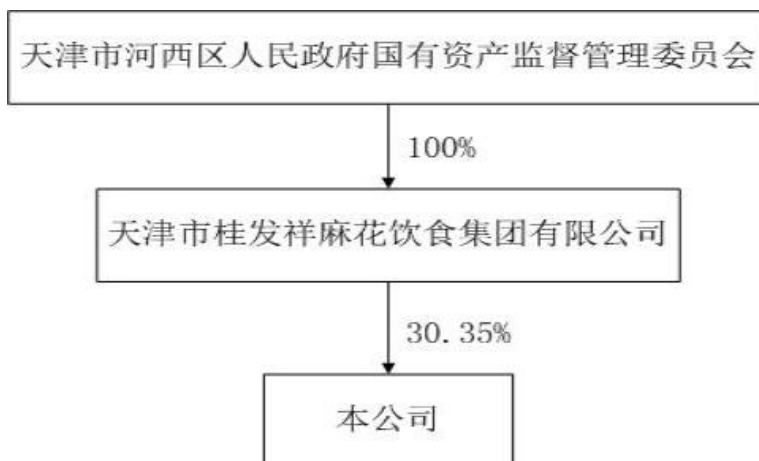 天津市河西区人民政府国有资产监督管理委员会
100%
天津市桂发祥麻花饮食集团有限公司
30.35%
本公司